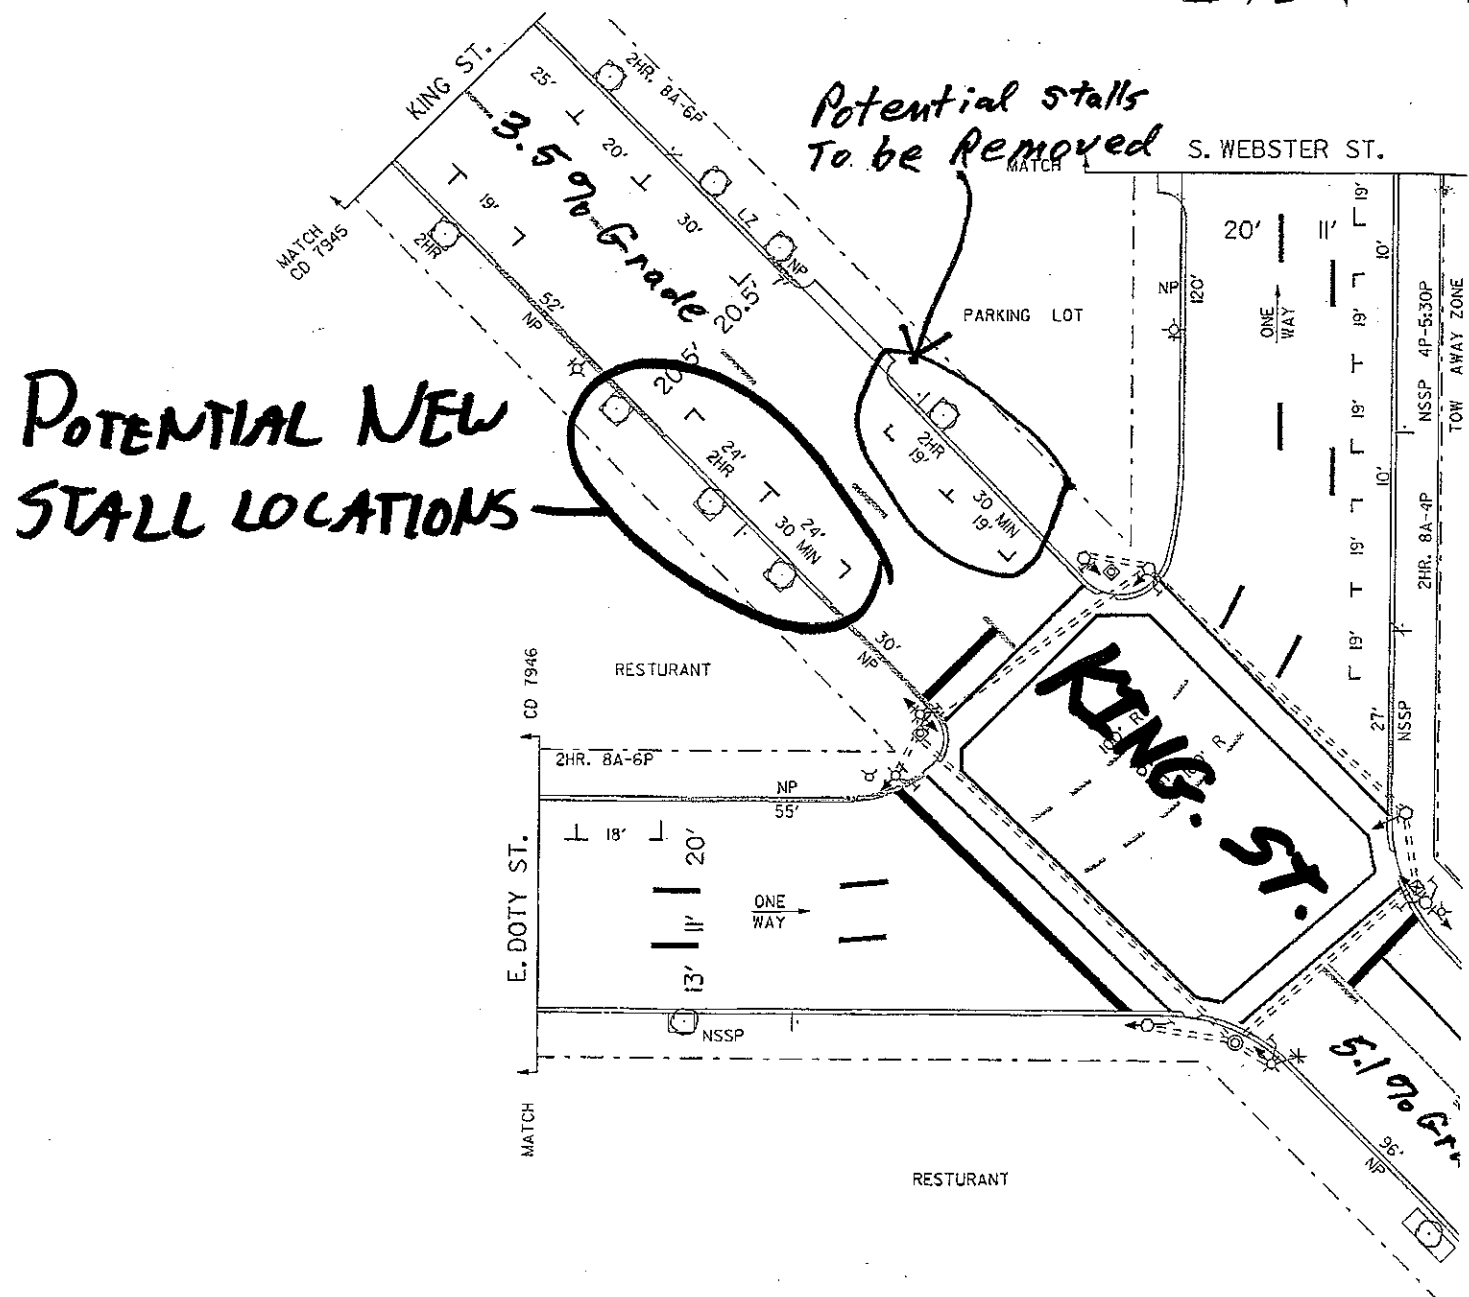 KING ST.
25'
2HR. 8A-6P
20'
30'
LZ
NP
19'
2HR
MATCH
CD 7945
52'
NP
3.5% Grade
20.5'
20.5'
Potential stalls
To be Removed
MATCH
S. WEBSTER ST.
PARKING LOT
NP
120'
20'
11'
ONE
WAY
19'
19'
19'
19'
19'
19'
10'
10'
27'
NSSP
NSSP 4P-5:30P
2HR. 8A-4P
TOW AWAY ZONE
POTENTIAL NEW
STALL LOCATIONS
24'
2HR
24'
30 MIN
2HR
19'
30 MIN
19'
30'
NP
RESTURANT
CD 7946
2HR. 8A-6P
NP
55'
18'
20'
11'
13'
E. DOTY ST.
ONE
WAY
NSSP
MATCH
KING. ST.
R
R
5.1%
96'
NP
RESTURANT